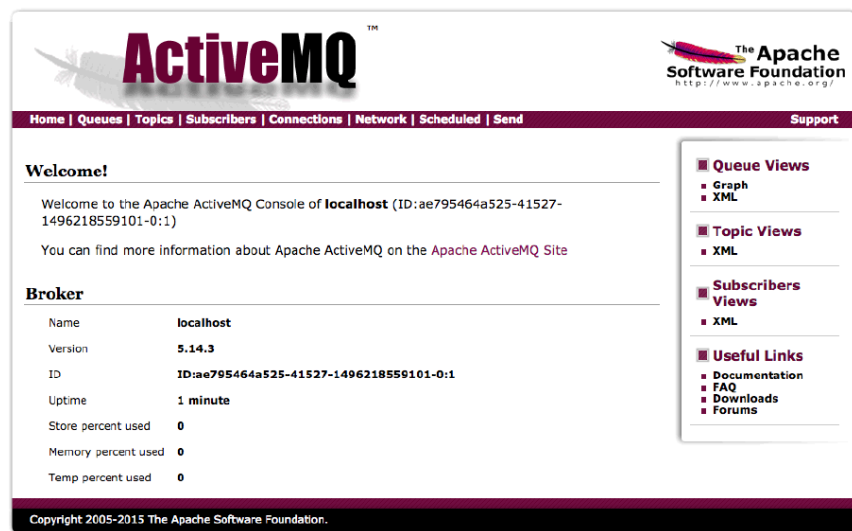 ActiveMQ™
The Apache
Software Foundation
http://www.apache.org/
Home | Queues | Topics | Subscribers | Connections | Network | Scheduled | Send
Support
Welcome!
Welcome to the Apache ActiveMQ Console of localhost (ID:ae795464a525-41527-
1496218559101-0:1)
You can find more information about Apache ActiveMQ on the Apache ActiveMQ Site
Broker
Name localhost
Version 5.14.3
ID ID:ae795464a525-41527-1496218559101-0:1
Uptime 1 minute
Store percent used 0
Memory percent used 0
Temp percent used 0
Queue Views
Graph
XML
Topic Views
XML
Subscribers
Views
XML
Useful Links
Documentation
FAQ
Downloads
Forums
Copyright 2005-2015 The Apache Software Foundation.